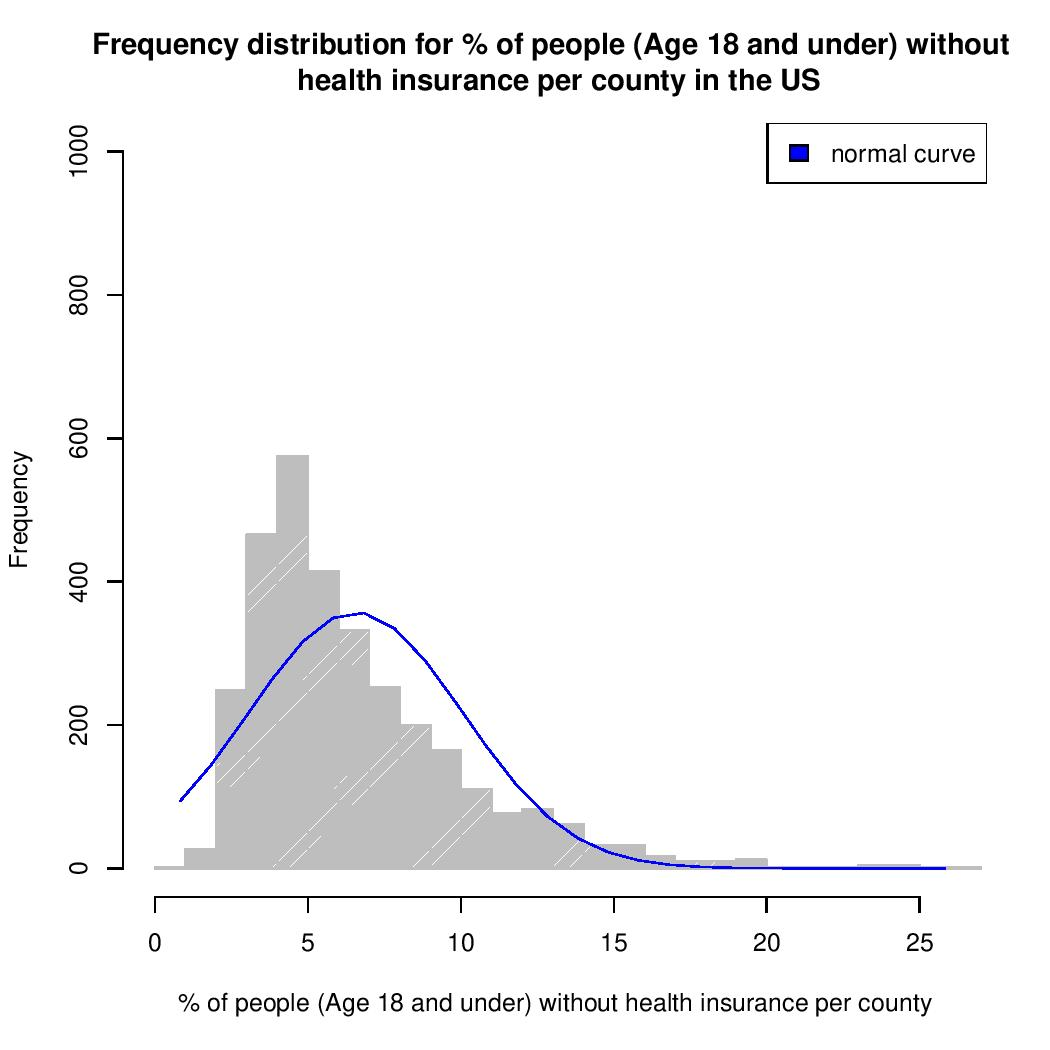 Frequency distribution for % of people (Age 18 and under) without
health insurance per county in the US
normal curve
Frequency
1000
800
600
400
200
0
0 5 10 15 20 25
% of people (Age 18 and under) without health insurance per county